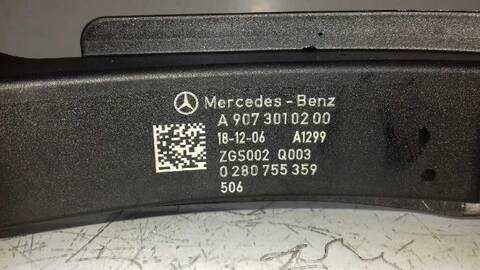 Mercedes-Benz
A 907 301 02 00
18-12-06 A1299
ZGS002 Q003
0 280 755 359
506